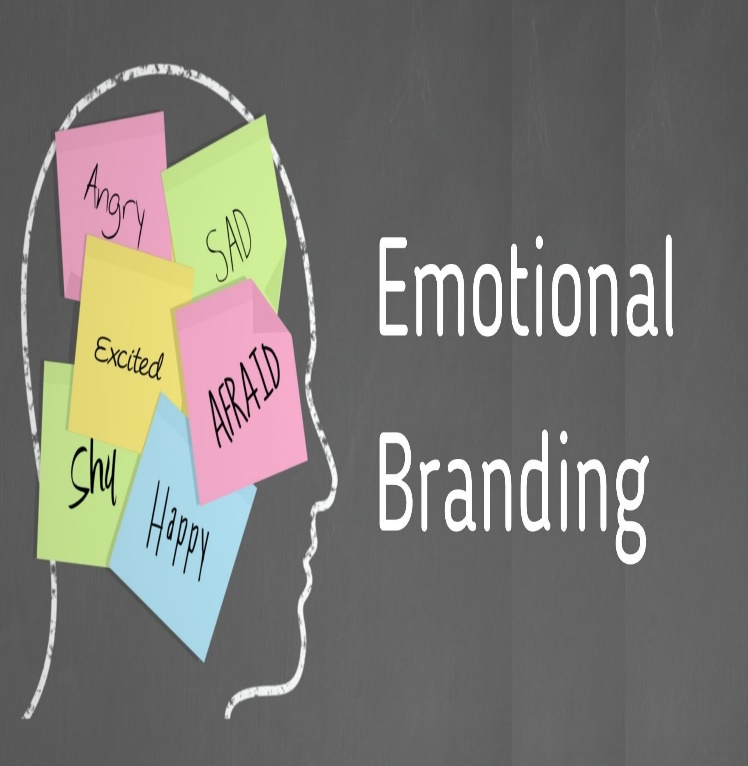 Angry
SAD
Excited
AFRAID
Shy
Happy
Emotional
Branding